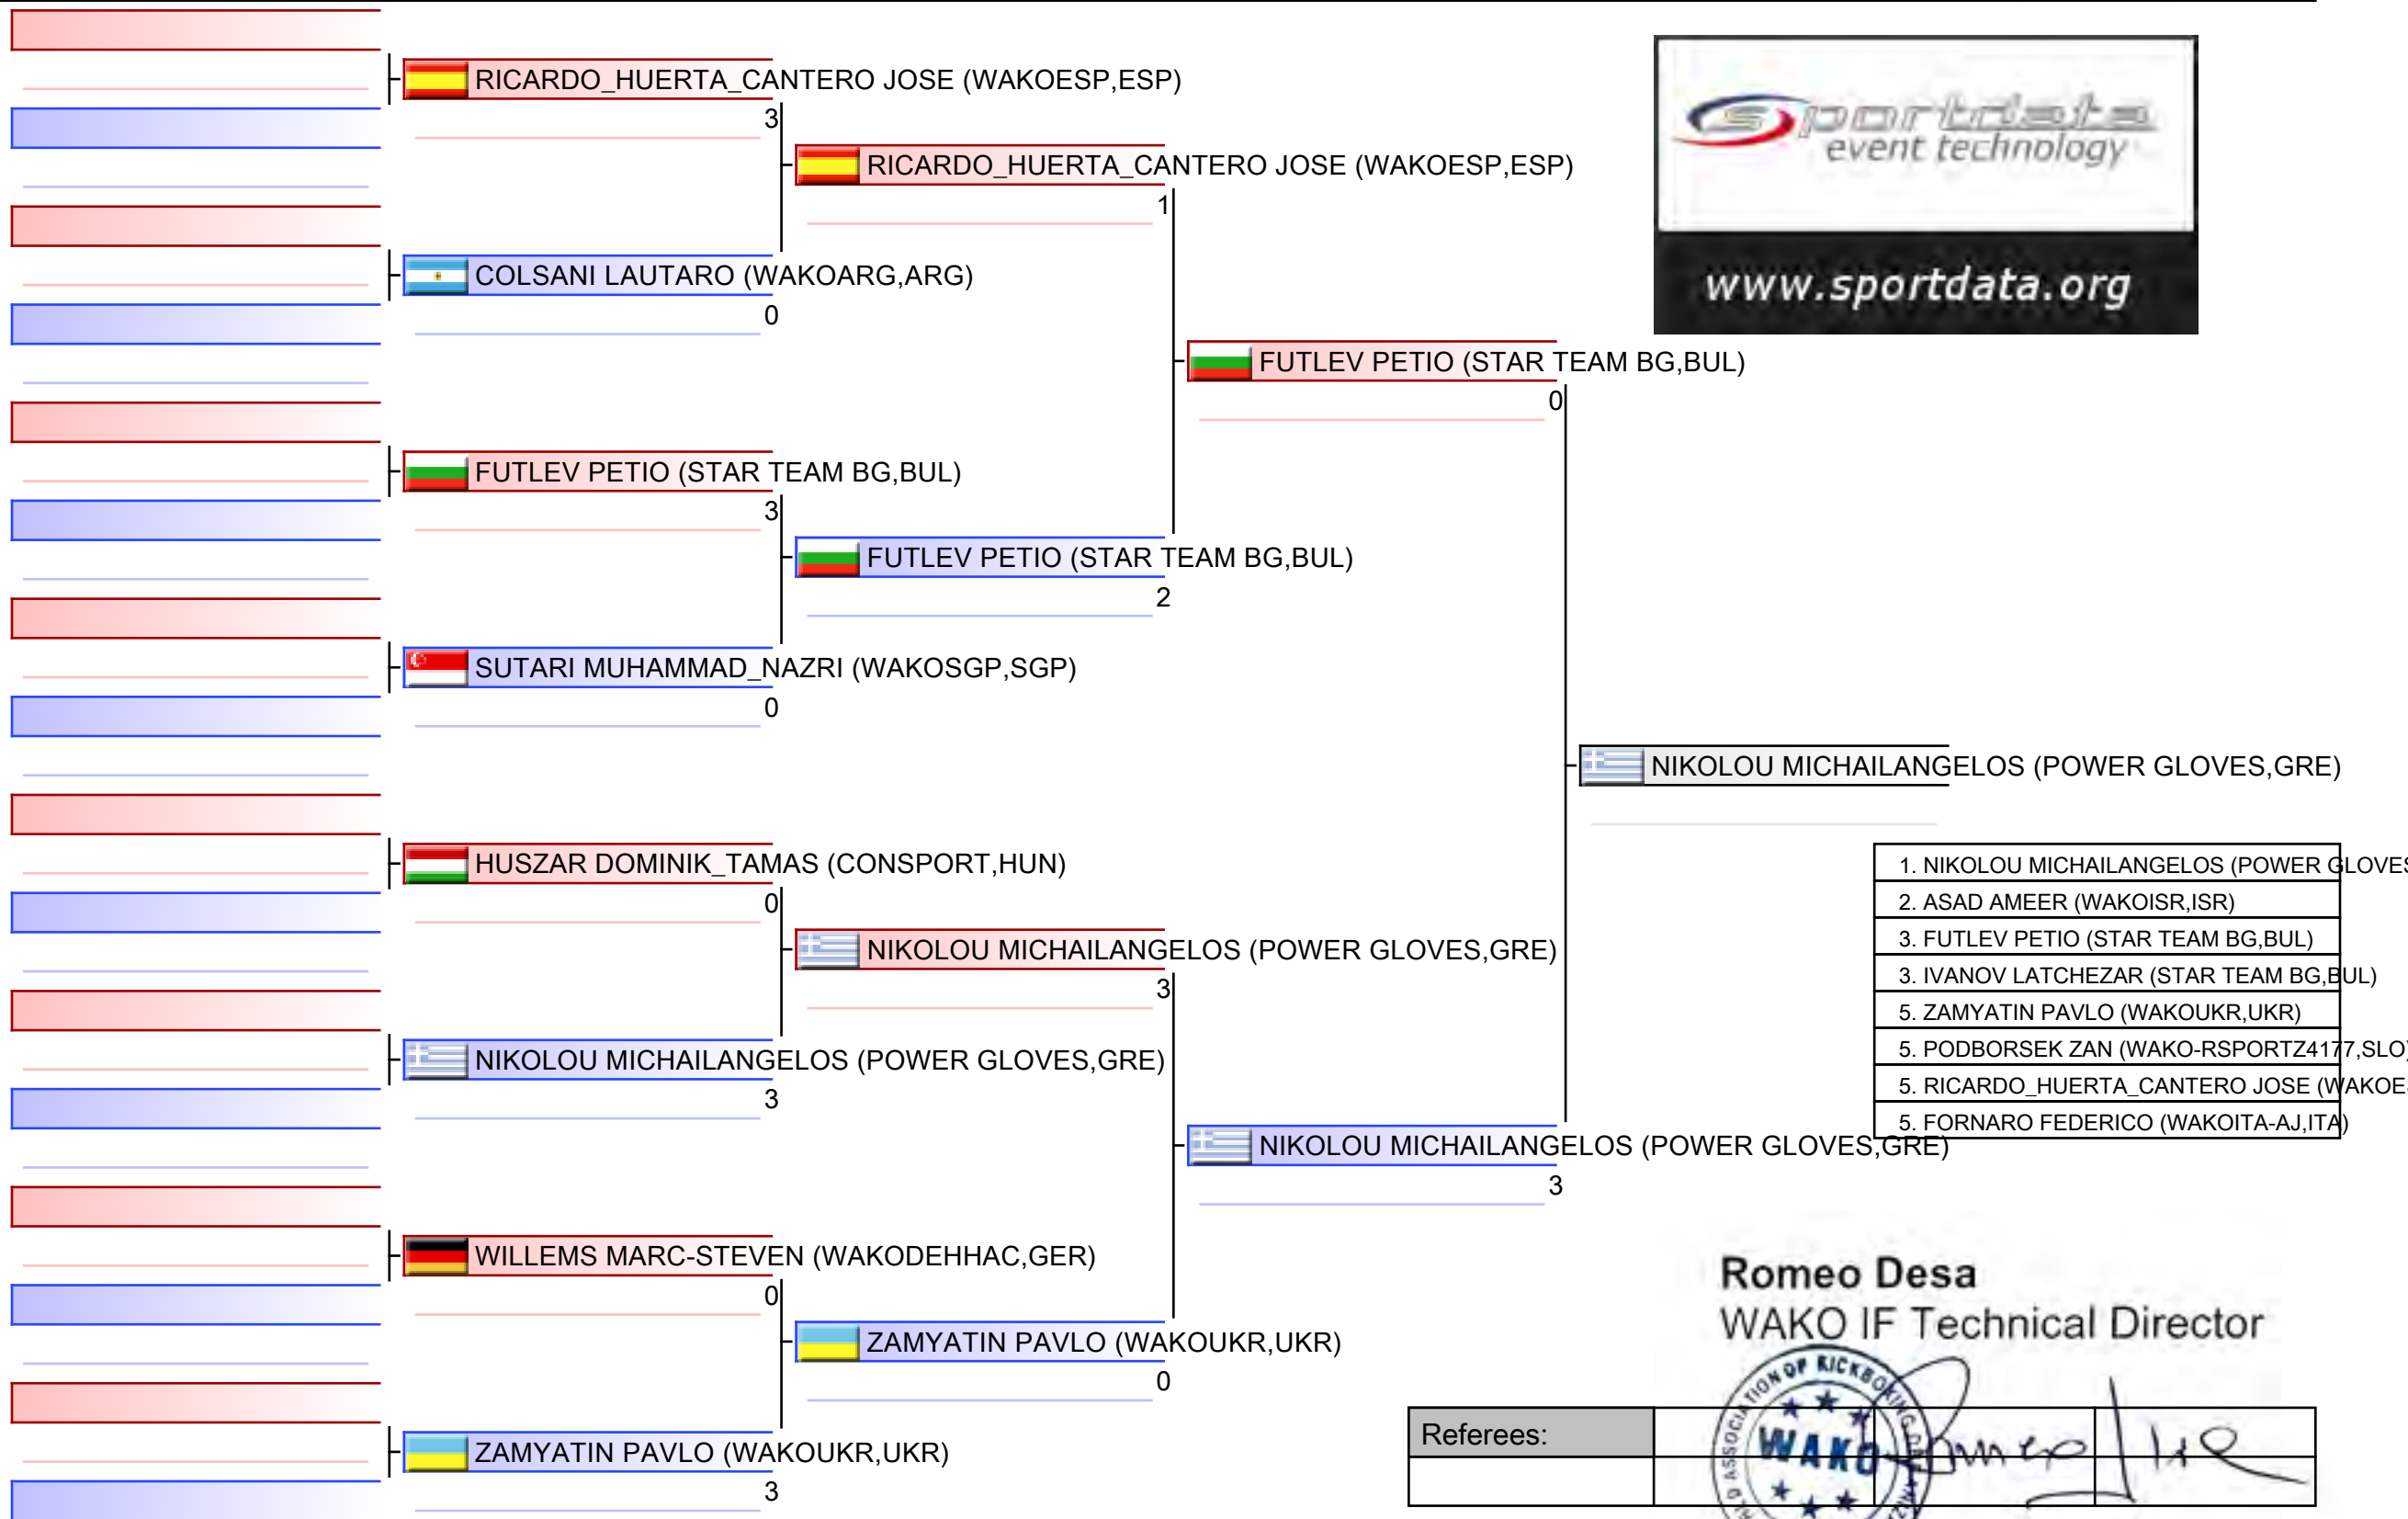 RICARDO_HUERTA_CANTERO JOSE (WAKOESP,ESP)
3
COLSANI LAUTARO (WAKOARG,ARG)
0
FUTLEV PETIO (STAR TEAM BG,BUL)
3
SUTARI MUHAMMAD_NAZRI (WAKOSGP,SGP)
0
HUSZAR DOMINIK_TAMAS (CONSPORT,HUN)
0
NIKOLOU MICHAILANGELOS (POWER GLOVES,GRE)
3
WILLEMS MARC-STEVEN (WAKODEHHAC,GER)
0
ZAMYATIN PAVLO (WAKOUKR,UKR)
3
RICARDO_HUERTA_CANTERO JOSE (WAKOESP,ESP)
1
FUTLEV PETIO (STAR TEAM BG,BUL)
2
NIKOLOU MICHAILANGELOS (POWER GLOVES,GRE)
3
ZAMYATIN PAVLO (WAKOUKR,UKR)
0
FUTLEV PETIO (STAR TEAM BG,BUL)
0
NIKOLOU MICHAILANGELOS (POWER GLOVES,GRE)
3
NIKOLOU MICHAILANGELOS (POWER GLOVES,GRE)
sportdata
event technology
www.sportdata.org
1. NIKOLOU MICHAILANGELOS (POWER GLOVES
2. ASAD AMEER (WAKOISR,ISR)
3. FUTLEV PETIO (STAR TEAM BG,BUL)
3. IVANOV LATCHEZAR (STAR TEAM BG,BUL)
5. ZAMYATIN PAVLO (WAKOUKR,UKR)
5. PODBORSEK ZAN (WAKO-RSPORTZ4177,SLO)
5. RICARDO_HUERTA_CANTERO JOSE (WAKOE
5. FORNARO FEDERICO (WAKOITA-AJ,ITA)
Romeo Desa
WAKO IF Technical Director
Referees:
ASSOCIATION OF KICKBOXING
WAKO